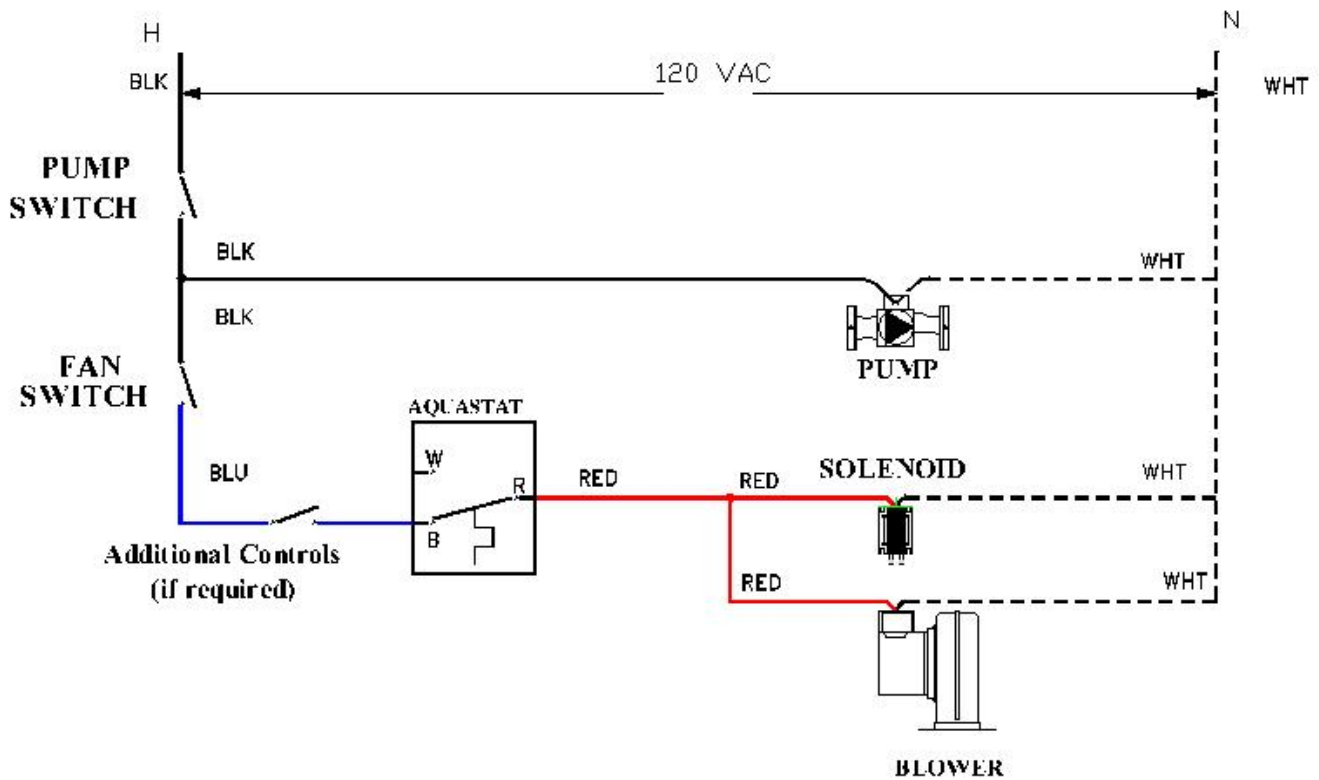 H
N
BLK
120 VAC
WHT
PUMP
SWITCH
BLK
WHT
BLK
PUMP
FAN
SWITCH
AQUASTAT
BLU
W
R
RED
RED
SOLENOID
WHT
B
Additional Controls
(if required)
RED
WHT
BLOWER